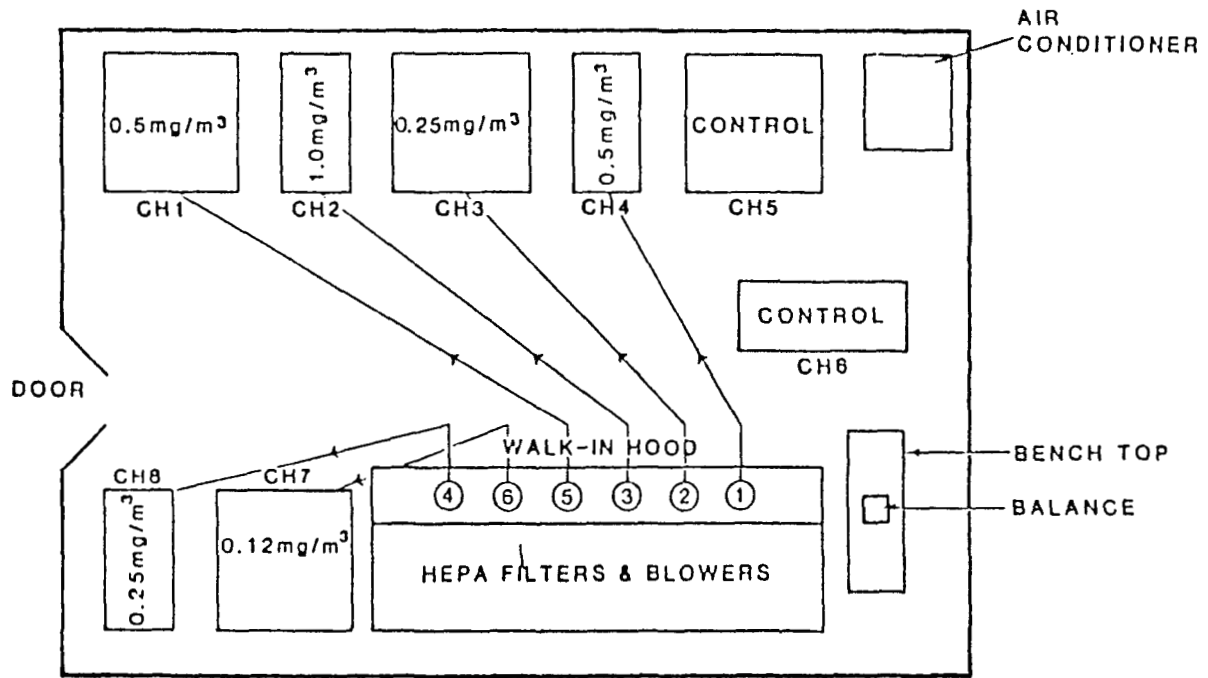 AIR
CONDITIONER
0.5mg/m³
1.0mg/m³
0.25mg/m³
0.5mg/m³
CONTROL
CH1
CH2
CH3
CH4
CH5
CONTROL
CH6
DOOR
WALK-IN HOOD
CH8
CH7
BENCH TOP
4
6
5
3
2
1
BALANCE
0.25mg/m³
0.12mg/m³
HEPA FILTERS & BLOWERS